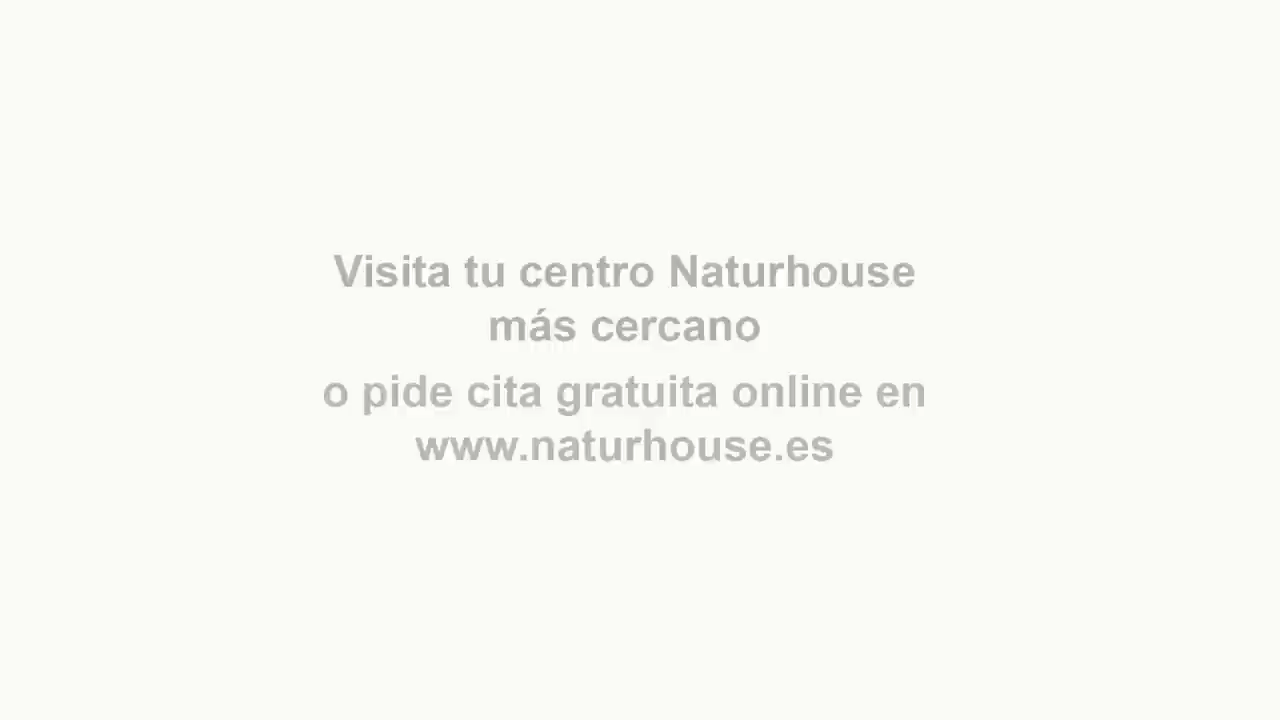 Visita tu centro Naturhouse
más cercano
o pide cita gratuita online en
www.naturhouse.es